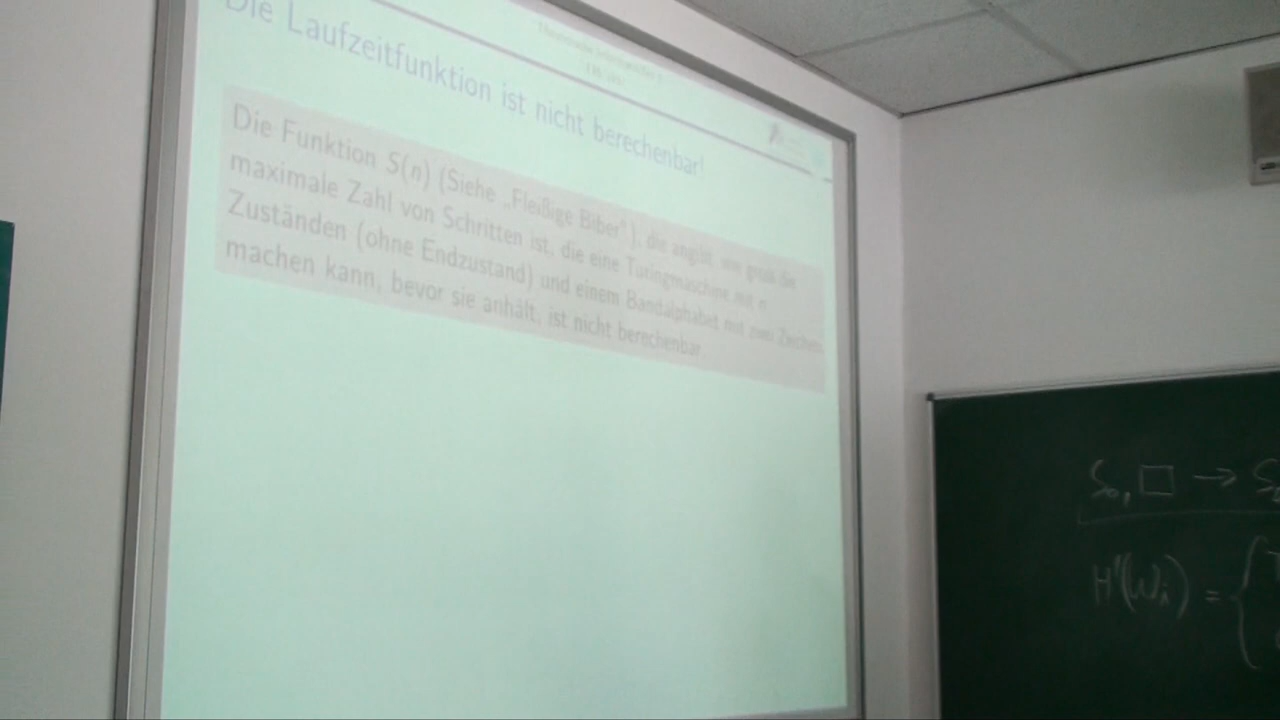 Die Laufzeitfunktion ist nicht berechenbar!
Die Funktion S(n) (Siehe „Fleißige Biber"), die angibt, wie groß die
maximale Zahl von Schritten ist, die eine Turingmaschine mit n
Zuständen (ohne Endzustand) und einem Bandalphabet mit zwei Zeichen
machen kann, bevor sie anhält, ist nicht berechenbar.
S₀, □ → S
H'(Wᵢ) = {